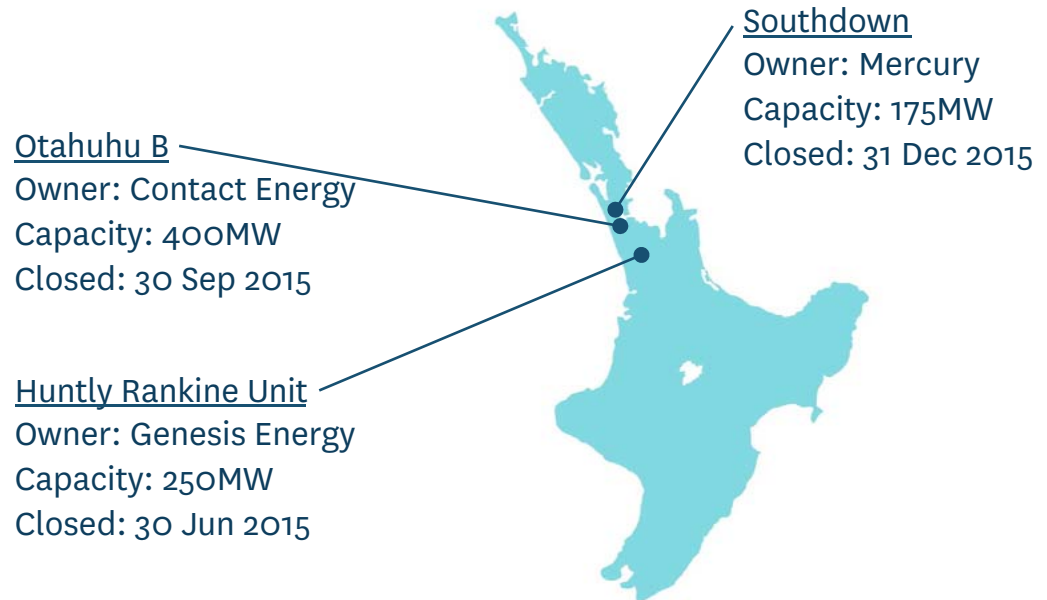 Southdown
Owner: Mercury
Capacity: 175MW
Closed: 31 Dec 2015
Otahuhu B
Owner: Contact Energy
Capacity: 400MW
Closed: 30 Sep 2015
Huntly Rankine Unit
Owner: Genesis Energy
Capacity: 250MW
Closed: 30 Jun 2015